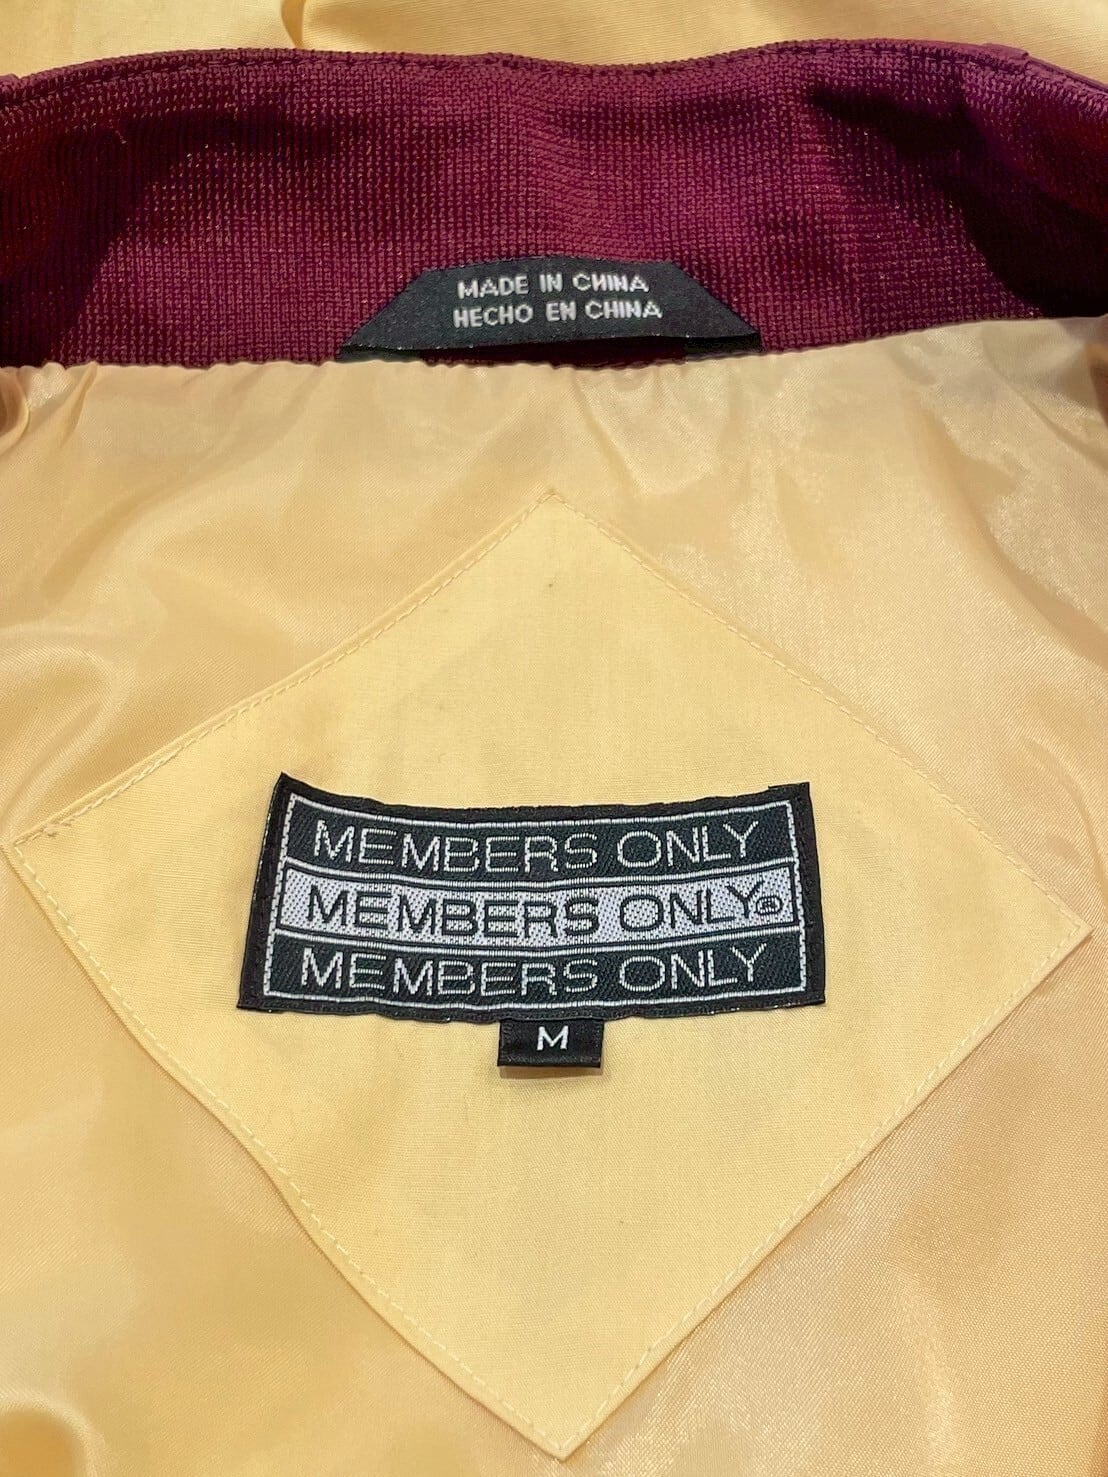 MADE IN CHINA
HECHO EN CHINA
MEMBERS ONLY
MEMBERS ONLY®
MEMBERS ONLY
M